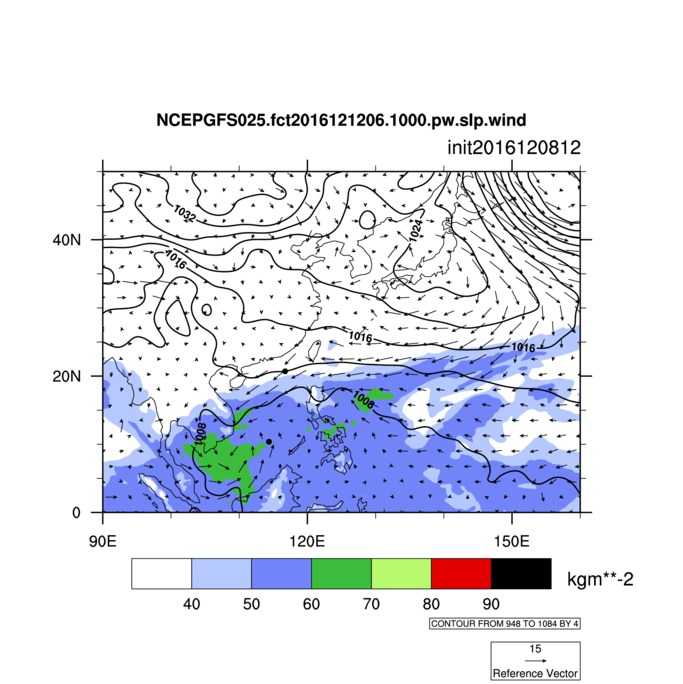 NCEPGFS025.fct2016121206.1000.pw.slp.wind
init2016120812
1032
1024
40N
1016
1016
1016
20N
1008
1008
0
90E 120E 150E
kgm**-2
40 50 60 70 80 90
CONTOUR FROM 948 TO 1084 BY 4
15
Reference Vector